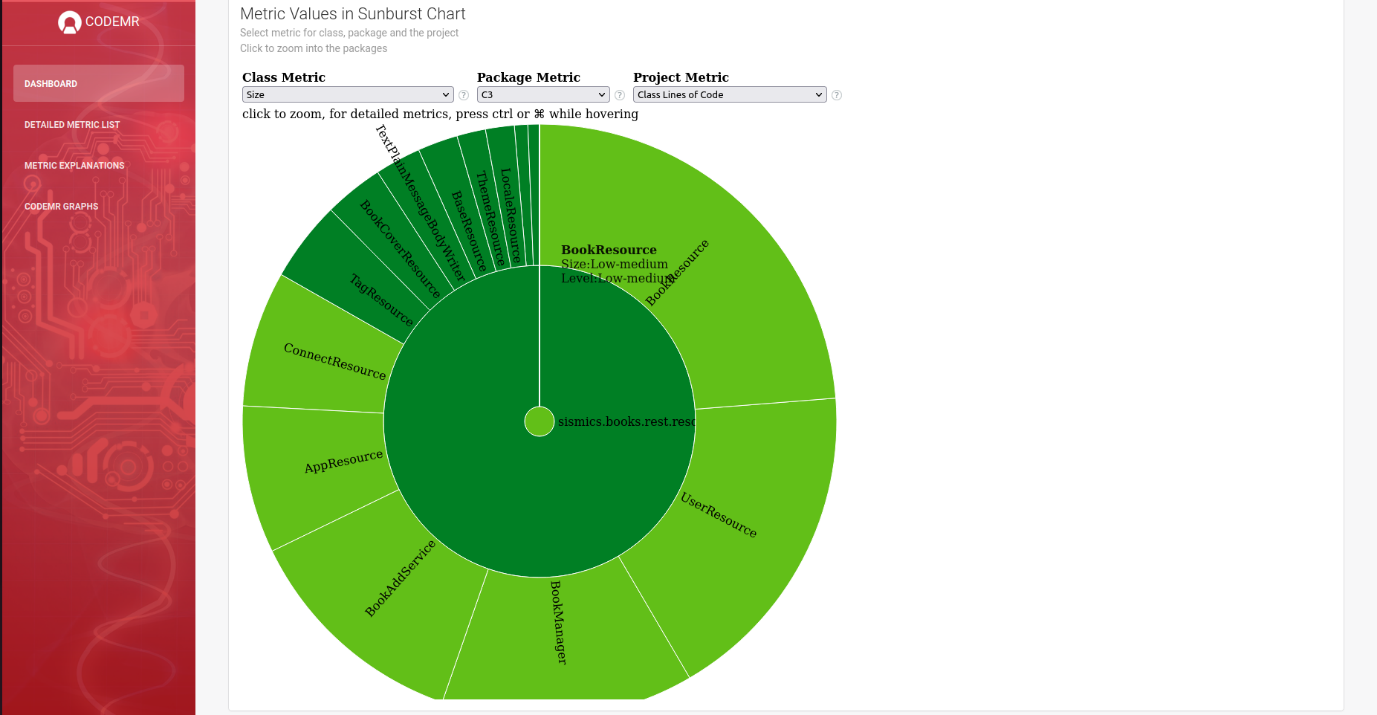 CODEMR
DASHBOARD
DETAILED METRIC LIST
METRIC EXPLANATIONS
CODEMR GRAPHS
Metric Values in Sunburst Chart
Select metric for class, package and the project
Click to zoom into the packages
Class Metric
Size
?
Package Metric
C3
?
Project Metric
Class Lines of Code
?
click to zoom, for detailed metrics, press ctrl or ⌘ while hovering
TextPlainMessageBodyWriter
BookCoverResource
BaseResource
ThemeResource
LocaleResource
TagResource
ConnectResource
AppResource
BookAddService
BookManager
UserResource
BookResource
BookResource
Size:Low-medium
Level:Low-medium
sismics.books.rest.reso